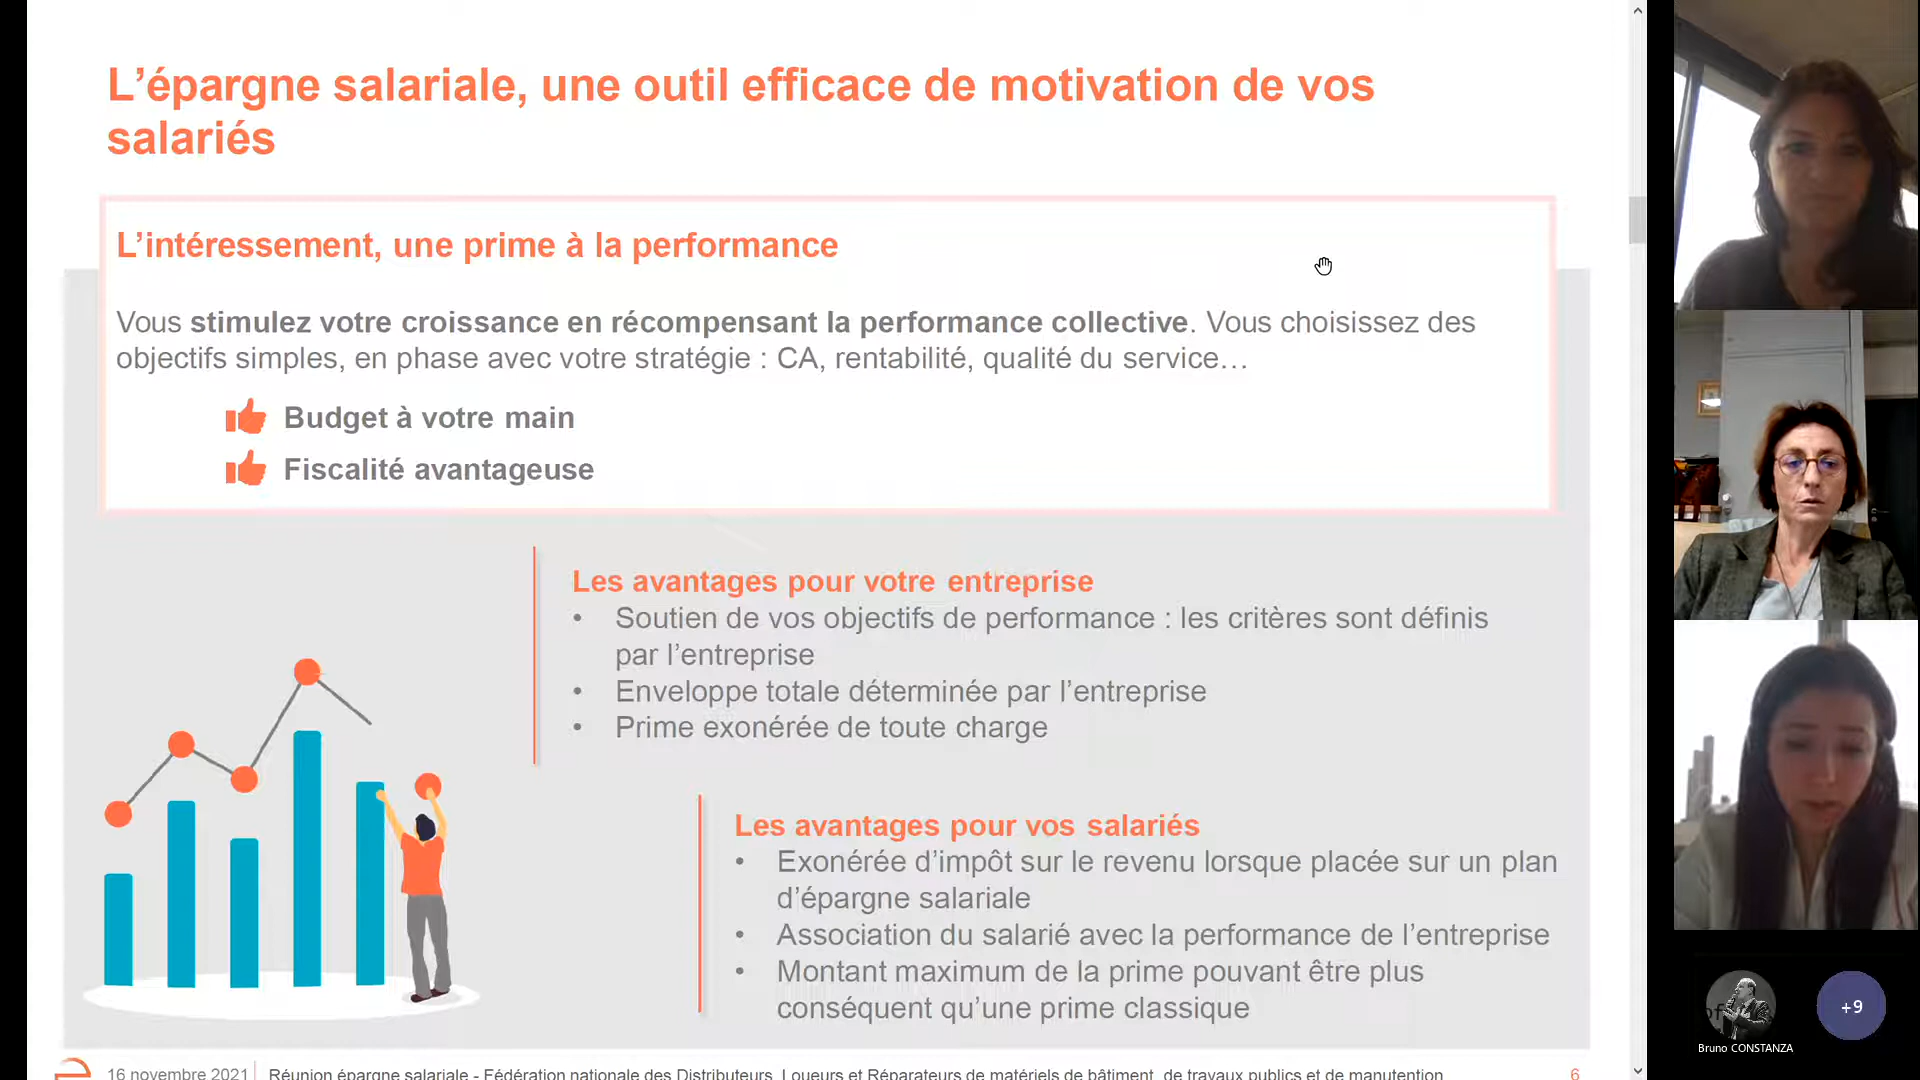 L’épargne salariale, une outil efficace de motivation de vos
salariés
L’intéressement, une prime à la performance
Vous stimulez votre croissance en récompensant la performance collective. Vous choisissez des
objectifs simples, en phase avec votre stratégie : CA, rentabilité, qualité du service…
Budget à votre main
Fiscalité avantageuse
Les avantages pour votre entreprise
• Soutien de vos objectifs de performance : les critères sont définis
par l’entreprise
• Enveloppe totale déterminée par l’entreprise
• Prime exonérée de toute charge
Les avantages pour vos salariés
• Exonérée d’impôt sur le revenu lorsque placée sur un plan
d’épargne salariale
• Association du salarié avec la performance de l’entreprise
• Montant maximum de la prime pouvant être plus
conséquent qu’une prime classique
16 novembre 2021
Réunion épargne salariale - Fédération nationale des Distributeurs, Loueurs et Réparateurs de matériels de bâtiment, de travaux publics et de manutention
6
+9
Bruno CONSTANZA